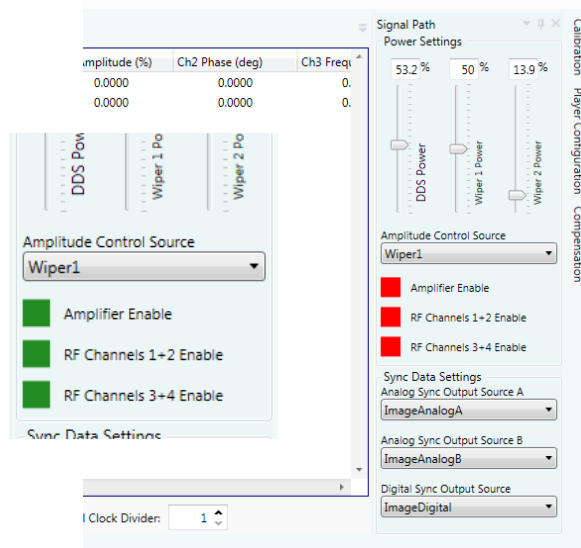 Signal Path
Power Settings
Amplitude (%) Ch2 Phase (deg) Ch3 Frequ
0.0000 0.0000 0.
0.0000 0.0000 0.
53.2 % 50 % 13.9 %
DDS Power
Wiper 1 Power
Wiper 2 Power
DDS Pow
Wiper 1 Po
Wiper 2 Po
Amplitude Control Source
Wiper1
Amplifier Enable
RF Channels 1+2 Enable
RF Channels 3+4 Enable
Sync Data Settings
Amplitude Control Source
Wiper1
Amplifier Enable
RF Channels 1+2 Enable
RF Channels 3+4 Enable
Sync Data Settings
Analog Sync Output Source A
ImageAnalogA
Analog Sync Output Source B
ImageAnalogB
Digital Sync Output Source
ImageDigital
l Clock Divider: 1
Calibration
Player Configuration
Compensation